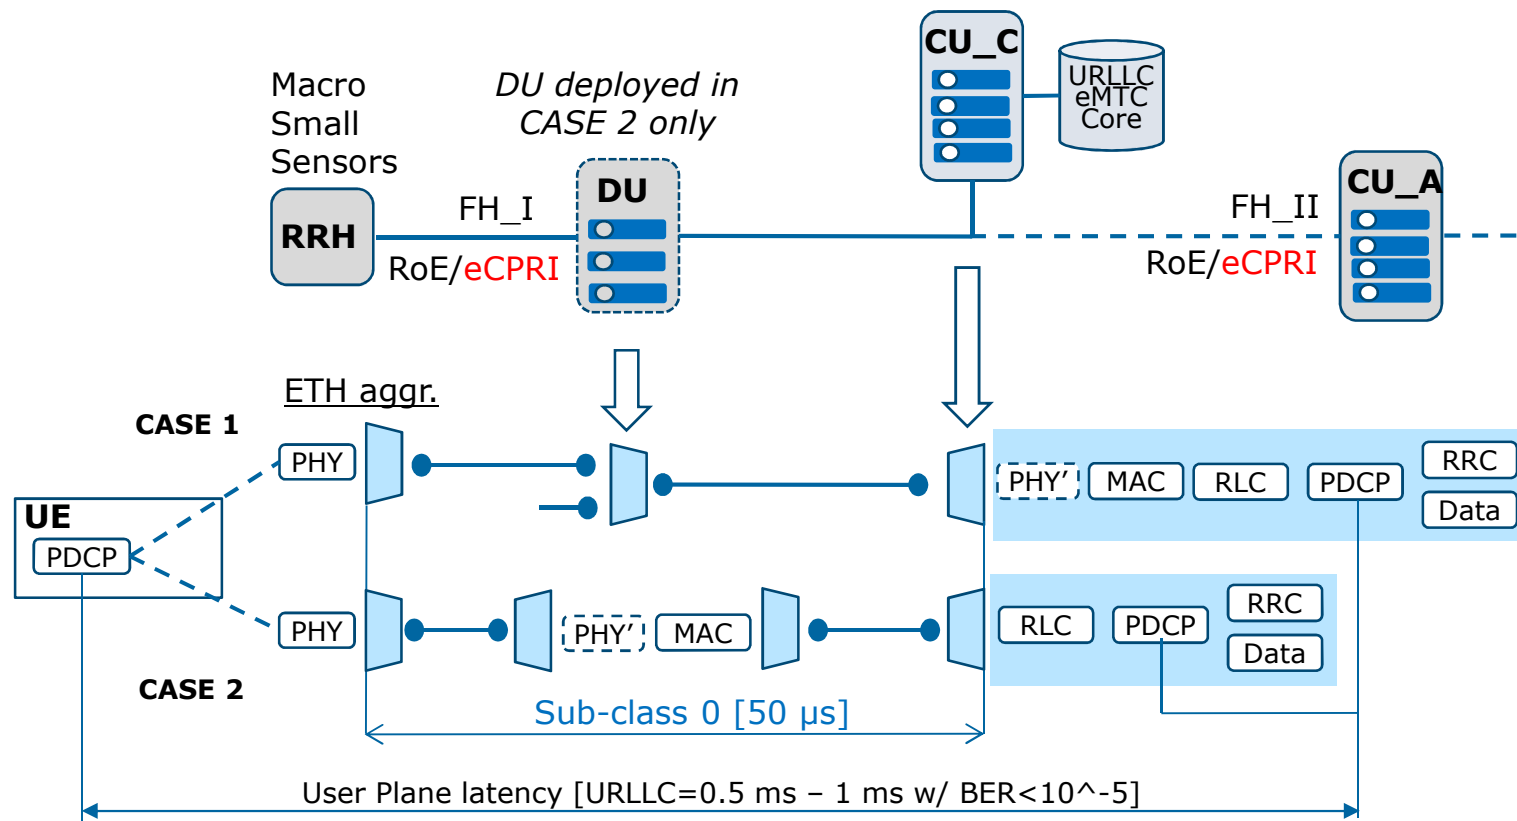 CU_C
URLLC
eMTC
Core
Macro
Small
Sensors
DU deployed in
CASE 2 only
RRH
FH_I
RoE/eCPRI
DU
FH_II
RoE/eCPRI
CU_A
ETH aggr.
CASE 1
PHY
PHY’
MAC
RLC
PDCP
RRC
Data
UE
PDCP
PHY
PHY’
MAC
RLC
PDCP
RRC
Data
CASE 2
Sub-class 0 [50 µs]
User Plane latency [URLLC=0.5 ms – 1 ms w/ BER<10^-5]